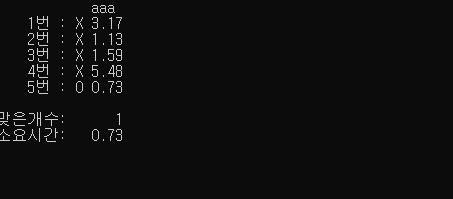 aaa
1번 : X 3.17
2번 : X 1.13
3번 : X 1.59
4번 : X 5.48
5번 : O 0.73
맞은개수: 1
소요시간: 0.73